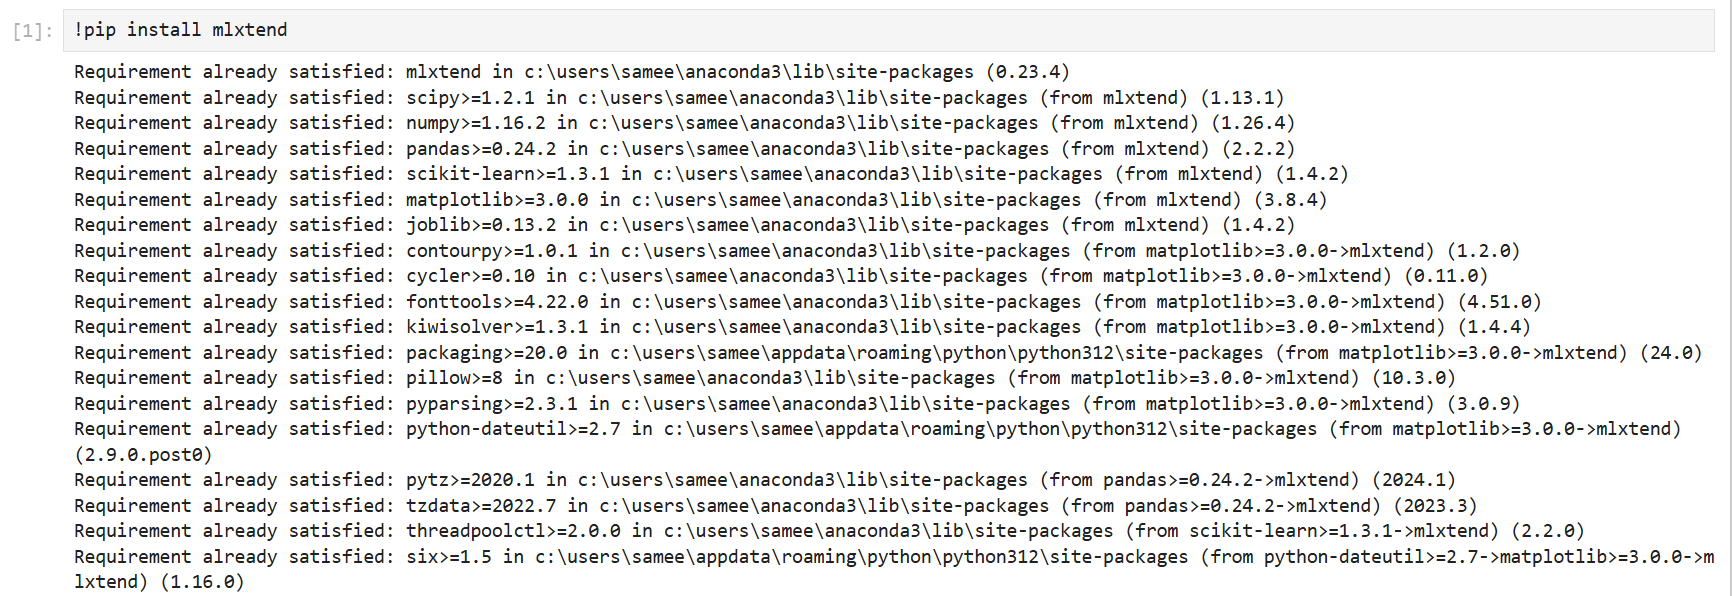 [1]: !pip install mlxtend
Requirement already satisfied: mlxtend in c:\users\samee\anaconda3\lib\site-packages (0.23.4)
Requirement already satisfied: scipy>=1.2.1 in c:\users\samee\anaconda3\lib\site-packages (from mlxtend) (1.13.1)
Requirement already satisfied: numpy>=1.16.2 in c:\users\samee\anaconda3\lib\site-packages (from mlxtend) (1.26.4)
Requirement already satisfied: pandas>=0.24.2 in c:\users\samee\anaconda3\lib\site-packages (from mlxtend) (2.2.2)
Requirement already satisfied: scikit-learn>=1.3.1 in c:\users\samee\anaconda3\lib\site-packages (from mlxtend) (1.4.2)
Requirement already satisfied: matplotlib>=3.0.0 in c:\users\samee\anaconda3\lib\site-packages (from mlxtend) (3.8.4)
Requirement already satisfied: joblib>=0.13.2 in c:\users\samee\anaconda3\lib\site-packages (from mlxtend) (1.4.2)
Requirement already satisfied: contourpy>=1.0.1 in c:\users\samee\anaconda3\lib\site-packages (from matplotlib>=3.0.0->mlxtend) (1.2.0)
Requirement already satisfied: cycler>=0.10 in c:\users\samee\anaconda3\lib\site-packages (from matplotlib>=3.0.0->mlxtend) (0.11.0)
Requirement already satisfied: fonttools>=4.22.0 in c:\users\samee\anaconda3\lib\site-packages (from matplotlib>=3.0.0->mlxtend) (4.51.0)
Requirement already satisfied: kiwisolver>=1.3.1 in c:\users\samee\anaconda3\lib\site-packages (from matplotlib>=3.0.0->mlxtend) (1.4.4)
Requirement already satisfied: packaging>=20.0 in c:\users\samee\appdata\roaming\python\python312\site-packages (from matplotlib>=3.0.0->mlxtend) (24.0)
Requirement already satisfied: pillow>=8 in c:\users\samee\anaconda3\lib\site-packages (from matplotlib>=3.0.0->mlxtend) (10.3.0)
Requirement already satisfied: pyparsing>=2.3.1 in c:\users\samee\anaconda3\lib\site-packages (from matplotlib>=3.0.0->mlxtend) (3.0.9)
Requirement already satisfied: python-dateutil>=2.7 in c:\users\samee\appdata\roaming\python\python312\site-packages (from matplotlib>=3.0.0->mlxtend)
(2.9.0.post0)
Requirement already satisfied: pytz>=2020.1 in c:\users\samee\anaconda3\lib\site-packages (from pandas>=0.24.2->mlxtend) (2024.1)
Requirement already satisfied: tzdata>=2022.7 in c:\users\samee\anaconda3\lib\site-packages (from pandas>=0.24.2->mlxtend) (2023.3)
Requirement already satisfied: threadpoolctl>=2.0.0 in c:\users\samee\anaconda3\lib\site-packages (from scikit-learn>=1.3.1->mlxtend) (2.2.0)
Requirement already satisfied: six>=1.5 in c:\users\samee\appdata\roaming\python\python312\site-packages (from python-dateutil>=2.7->matplotlib>=3.0.0->m
lxtend) (1.16.0)